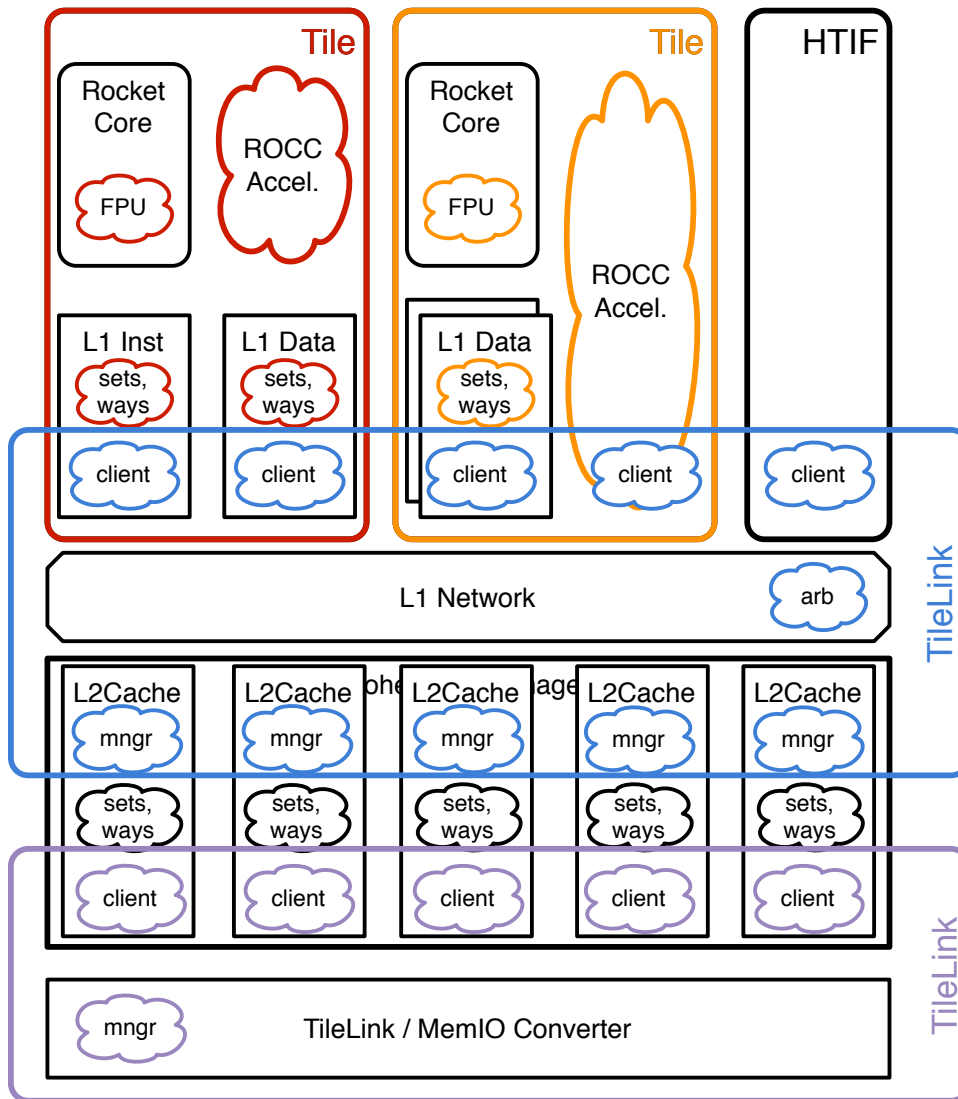 Tile
Rocket
Core
FPU
ROCC
Accel.
L1 Inst
sets,
ways
client
L1 Data
sets,
ways
client
Tile
Rocket
Core
FPU
ROCC
Accel.
L1 Data
sets,
ways
client
client
HTIF
client
L1 Network
arb
TileLink
L2Cache
mngr
sets,
ways
client
L2Cache
mngr
sets,
ways
client
L2Cache
mngr
sets,
ways
client
L2Cache
mngr
sets,
ways
client
L2Cache
mngr
sets,
ways
client
TileLink
mngr
TileLink / MemIO Converter